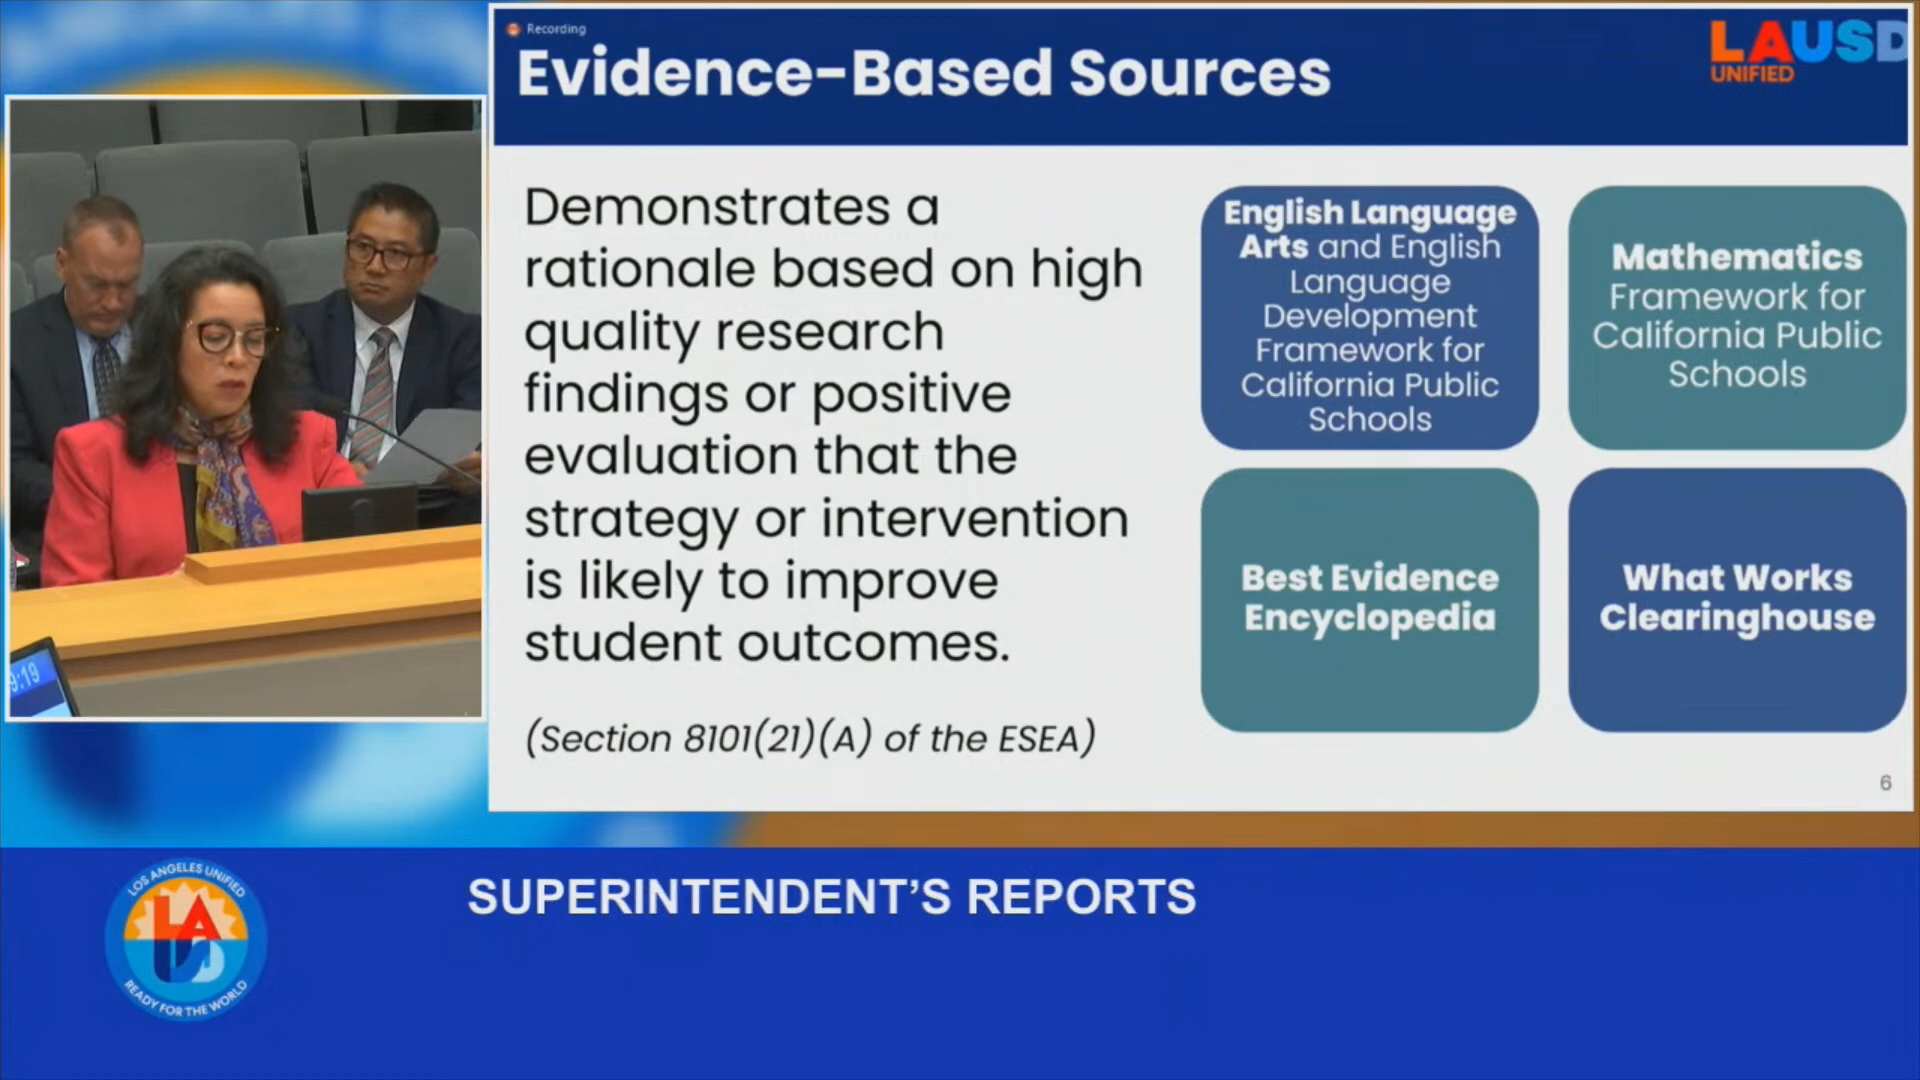 Recording
Evidence-Based Sources
LAUSD
UNIFIED
Demonstrates a
rationale based on high
quality research
findings or positive
evaluation that the
strategy or intervention
is likely to improve
student outcomes.
(Section 8101(21)(A) of the ESEA)
English Language
Arts and English
Language
Development
Framework for
California Public
Schools
Mathematics
Framework for
California Public
Schools
Best Evidence
Encyclopedia
What Works
Clearinghouse
6
9:19
LOS ANGELES UNIFIED
LA
US
READY FOR THE WORLD
SUPERINTENDENT’S REPORTS